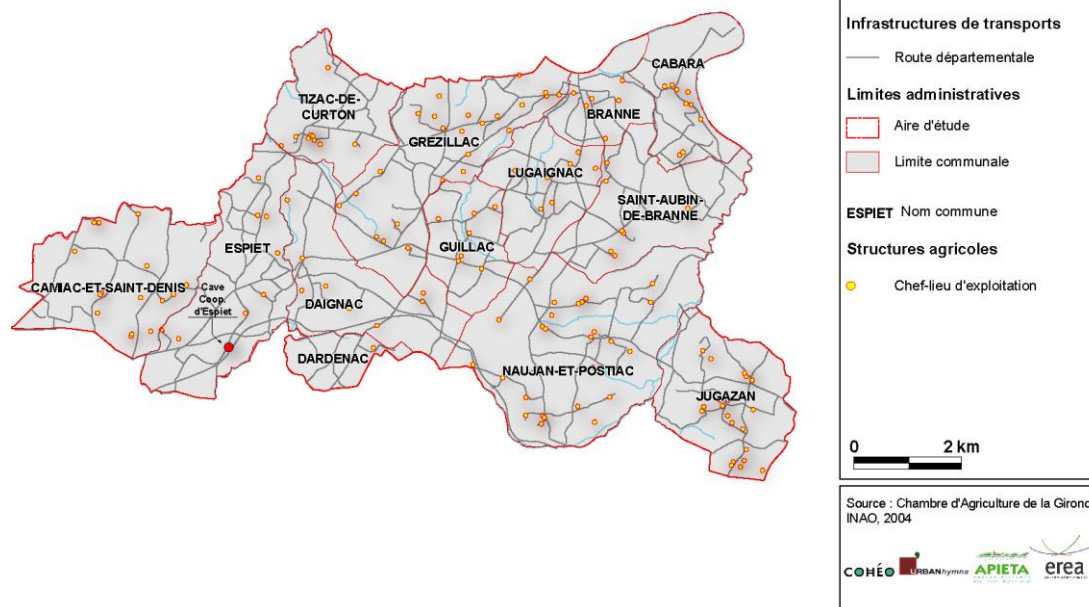 CABARA
TIZAC-DE-
CURTON
BRANNE
GREZILLAC
LUGAIGNAC
SAINT-AUBIN-
DE-BRANNE
ESPIET
GUILLAC
CAMIAC-ET-SAINT-DENIS
Cave
Coop.
d'Espiet
DAIGNAC
DARDENAC
NAUJAN-ET-POSTIAC
JUGAZAN
Infrastructures de transports
Route départementale
Limites administratives
Aire d'étude
Limite communale
ESPIET Nom commune
Structures agricoles
Chef-lieu d'exploitation
0 2 km
Source : Chambre d'Agriculture de la Girond
INAO, 2004
COHÉO URBANhymns APIETA erea